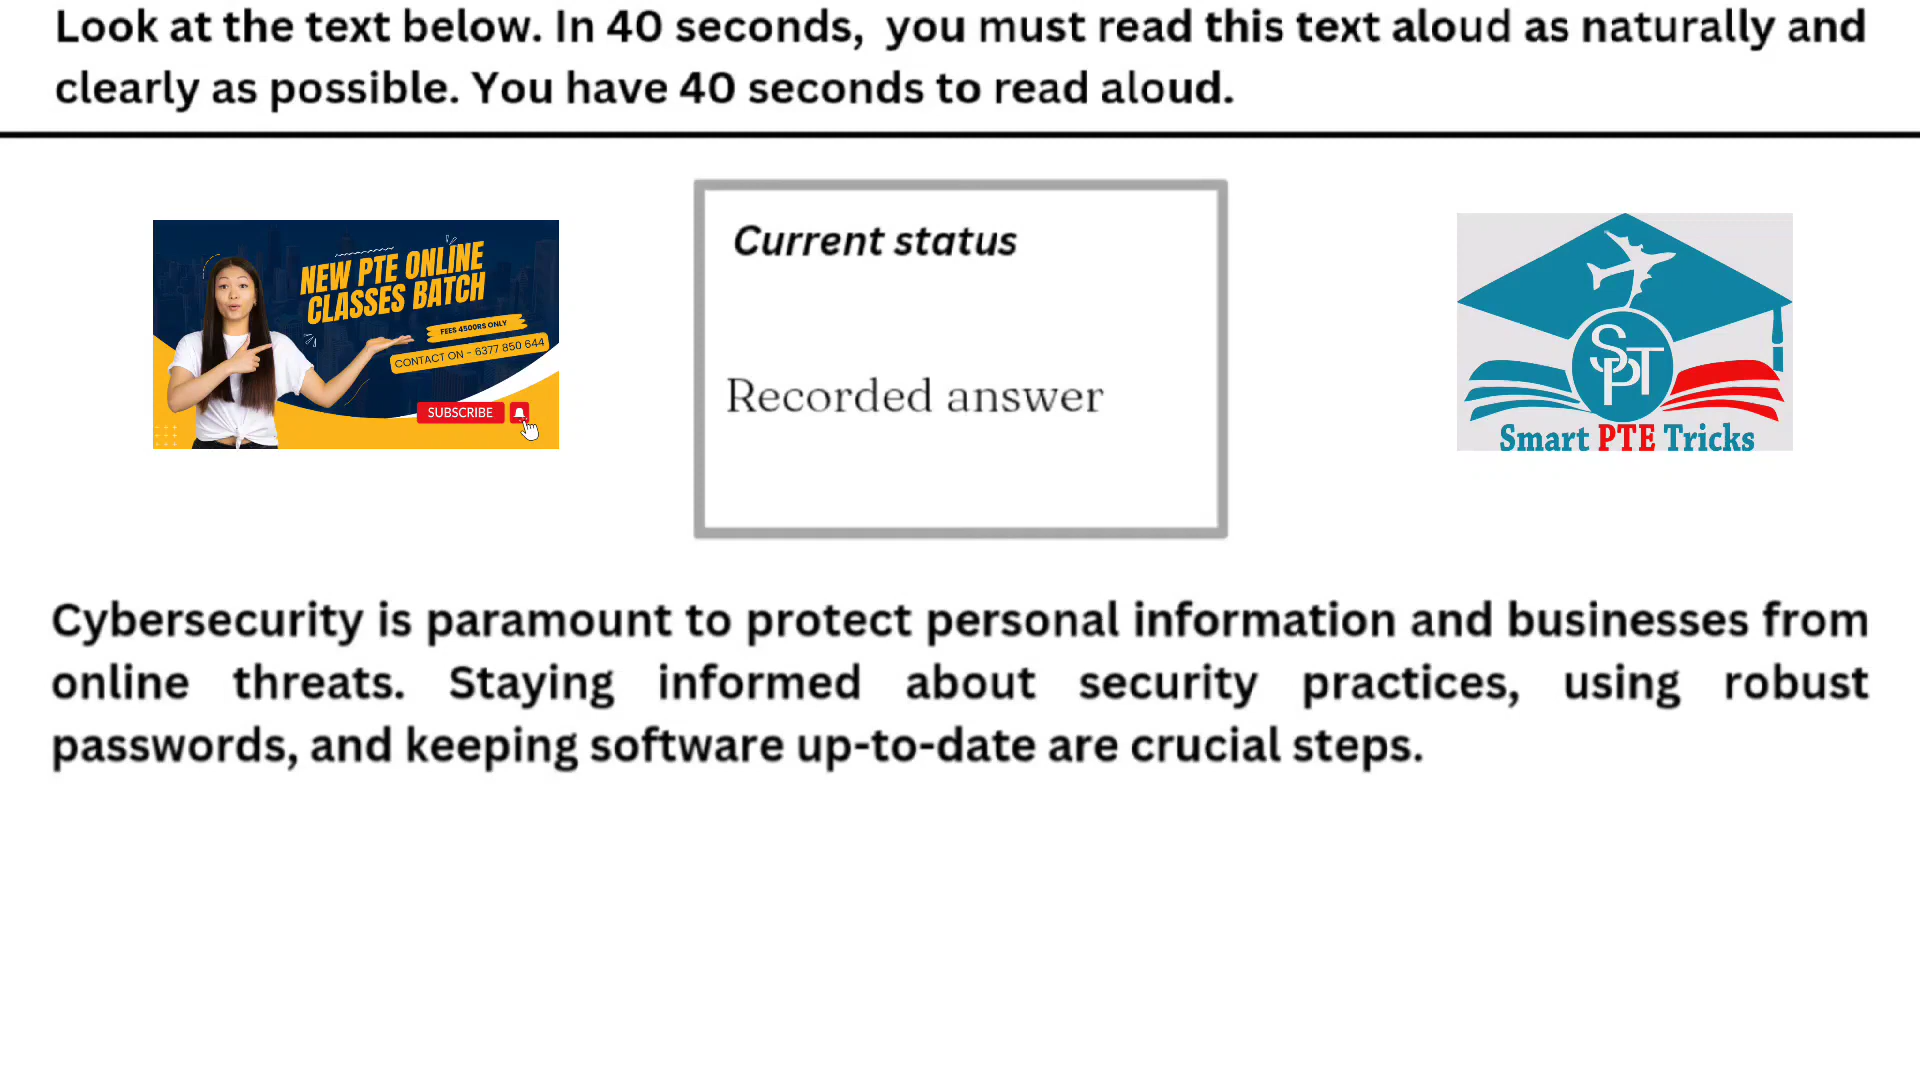 Look at the text below. In 40 seconds, you must read this text aloud as naturally and
clearly as possible. You have 40 seconds to read aloud.
NEW PTE ONLINE
CLASSES BATCH
FEES 4500RS ONLY
CONTACT ON - 6377 850 644
SUBSCRIBE
Current status
Recorded answer
SPT
Smart PTE Tricks
Cybersecurity is paramount to protect personal information and businesses from
online threats. Staying informed about security practices, using robust
passwords, and keeping software up-to-date are crucial steps.